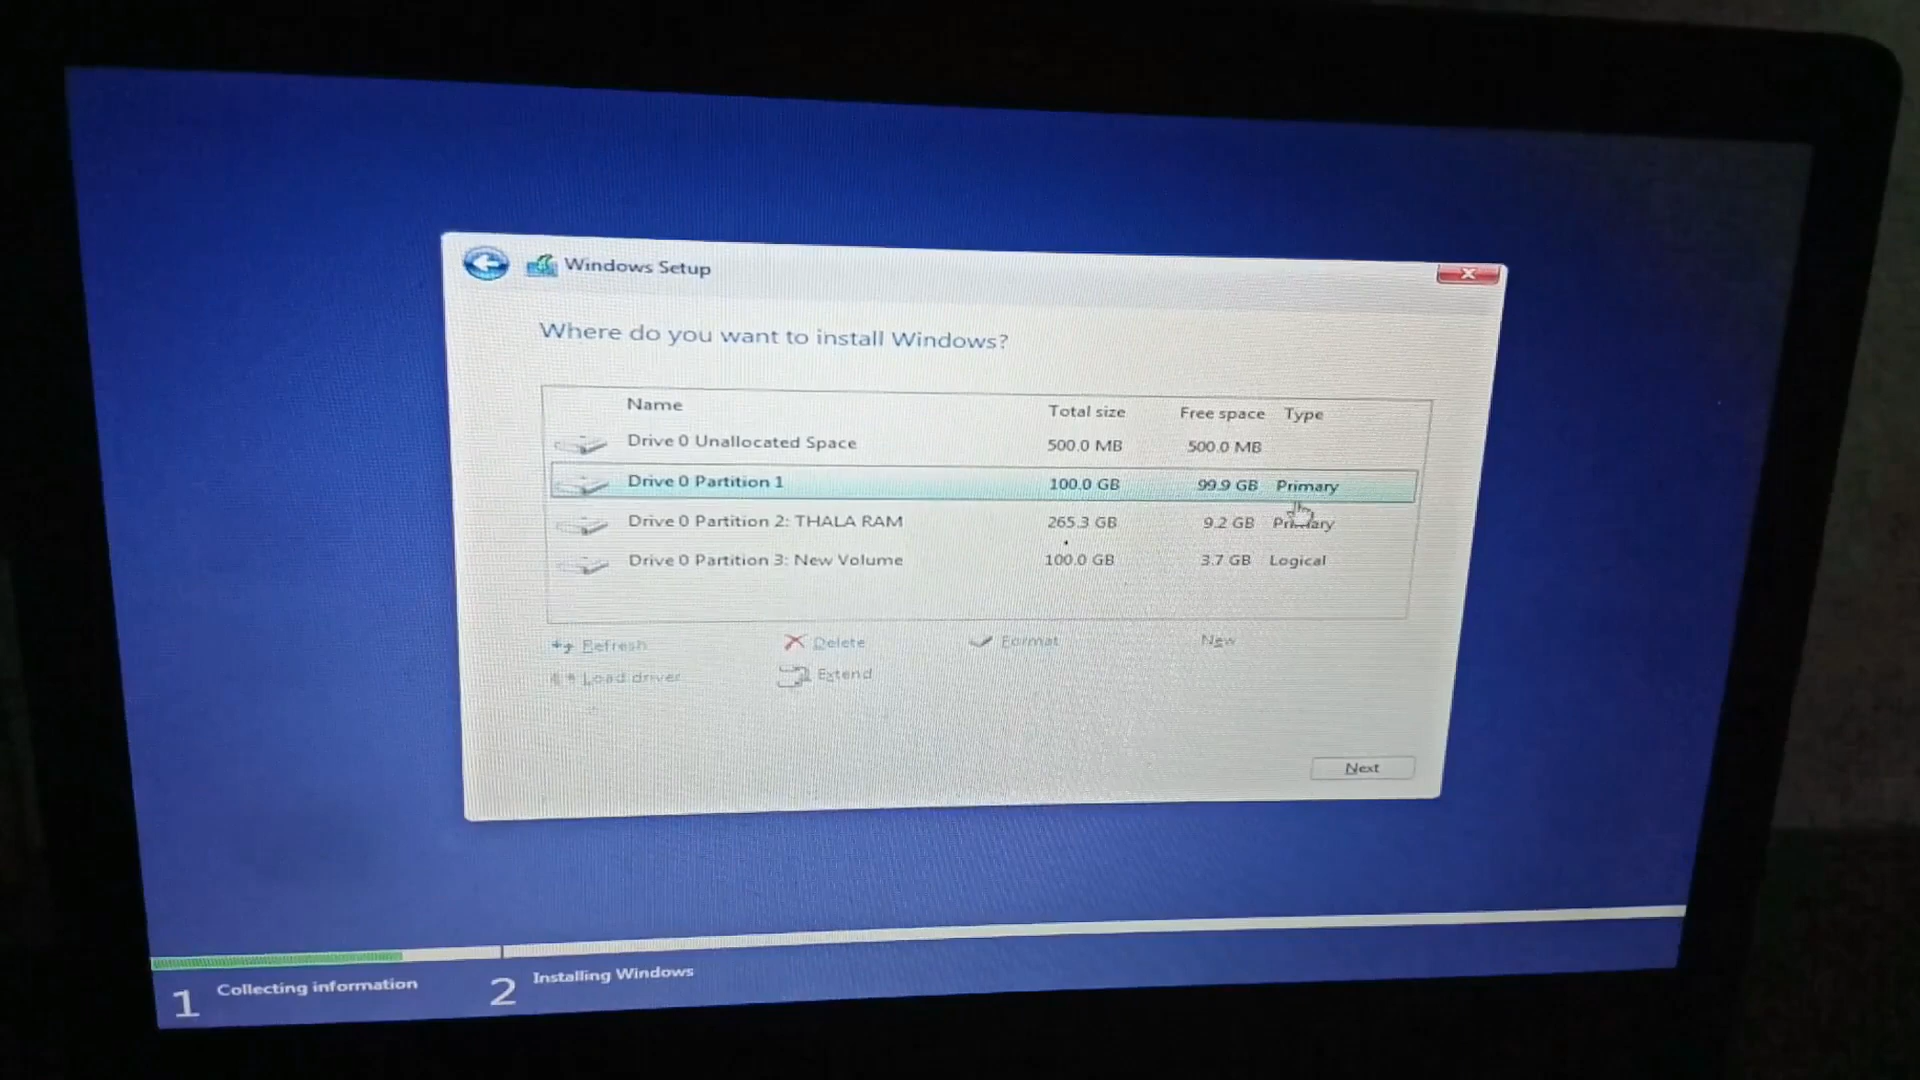 Windows Setup
Where do you want to install Windows?
Name Total size Free space Type
Drive 0 Unallocated Space 500.0 MB 500.0 MB
Drive 0 Partition 1 100.0 GB 99.9 GB Primary
Drive 0 Partition 2: THALA RAM 265.3 GB 9.2 GB Primary
Drive 0 Partition 3: New Volume 100.0 GB 3.7 GB Logical
Refresh Delete Format New
Load driver Extend
Next
1 Collecting information 2 Installing Windows